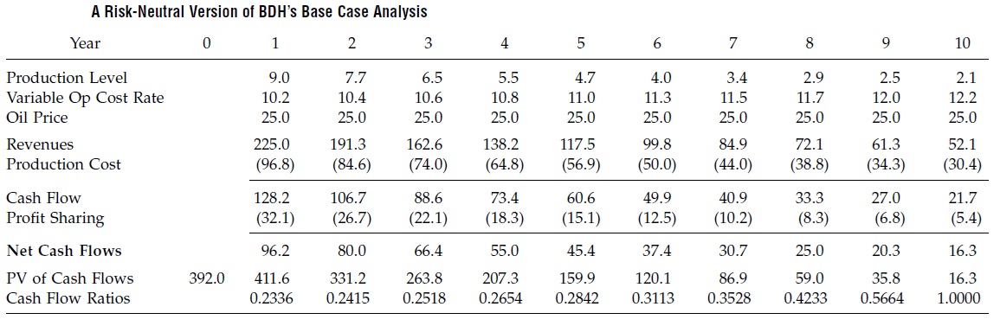 A Risk-Neutral Version of BDH's Base Case Analysis
Year 0 1 2 3 4 5 6 7 8 9 10
Production Level 9.0 7.7 6.5 5.5 4.7 4.0 3.4 2.9 2.5 2.1
Variable Op Cost Rate 10.2 10.4 10.6 10.8 11.0 11.3 11.5 11.7 12.0 12.2
Oil Price 25.0 25.0 25.0 25.0 25.0 25.0 25.0 25.0 25.0 25.0
Revenues 225.0 191.3 162.6 138.2 117.5 99.8 84.9 72.1 61.3 52.1
Production Cost (96.8) (84.6) (74.0) (64.8) (56.9) (50.0) (44.0) (38.8) (34.3) (30.4)
Cash Flow 128.2 106.7 88.6 73.4 60.6 49.9 40.9 33.3 27.0 21.7
Profit Sharing (32.1) (26.7) (22.1) (18.3) (15.1) (12.5) (10.2) (8.3) (6.8) (5.4)
Net Cash Flows 96.2 80.0 66.4 55.0 45.4 37.4 30.7 25.0 20.3 16.3
PV of Cash Flows 392.0 411.6 331.2 263.8 207.3 159.9 120.1 86.9 59.0 35.8 16.3
Cash Flow Ratios 0.2336 0.2415 0.2518 0.2654 0.2842 0.3113 0.3528 0.4233 0.5664 1.0000